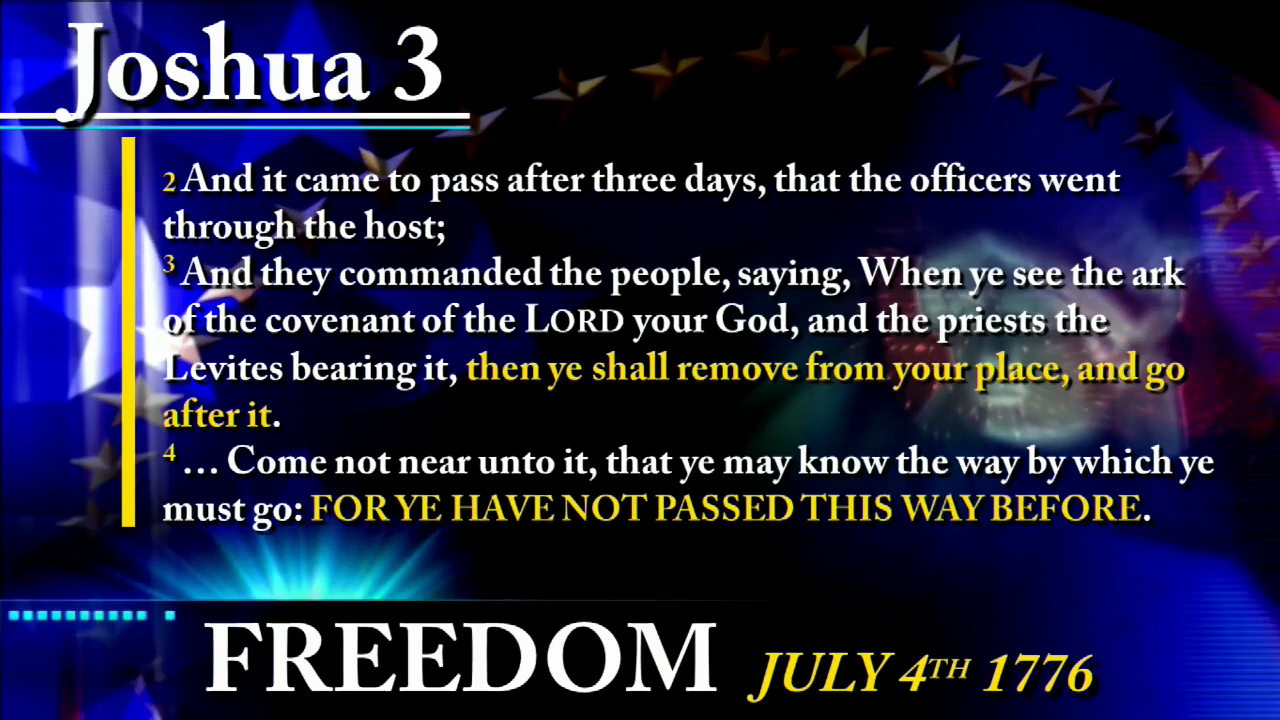 Joshua 3
2 And it came to pass after three days, that the officers went
through the host;
3 And they commanded the people, saying, When ye see the ark
of the covenant of the LORD your God, and the priests the
Levites bearing it, then ye shall remove from your place, and go
after it.
4 … Come not near unto it, that ye may know the way by which ye
must go: FOR YE HAVE NOT PASSED THIS WAY BEFORE.
FREEDOM JULY 4TH 1776